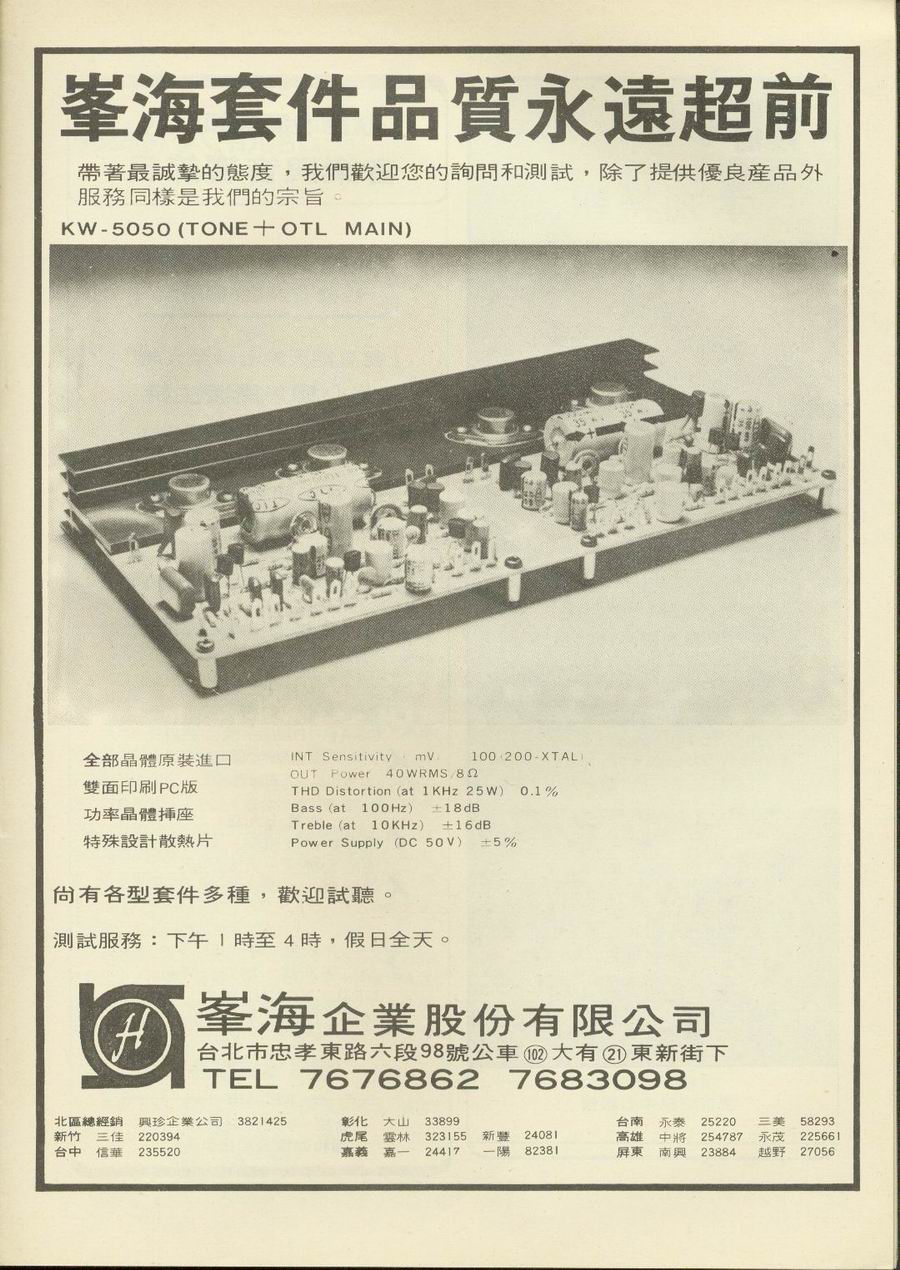 峯海套件品質永遠超前
帶著最誠摯的態度，我們歡迎您的詢問和測試，除了提供優良產品外
服務同樣是我們的宗旨。
KW-5050 (TONE＋OTL MAIN)
全部晶體原裝進口
雙面印刷PC版
功率晶體揷座
特殊設計散熱片
INT Sensitivity (mV) 100(200-XTAL)
OUT Power 40WRMS/8Ω
THD Distortion (at 1KHz 25W) 0.1%
Bass (at 100Hz) ±18dB
Treble (at 10KHz) ±16dB
Power Supply (DC 50V) ±5%
尙有各型套件多種，歡迎試聽。
測試服務：下午1時至4時，假日全天。
H
峯海企業股份有限公司
台北市忠孝東路六段98號公車(102)大有(21)東新街下
TEL 7676862 7683098
北區總經銷 興珍企業公司 3821425 彰化 大山 33899 台南 永泰 25220 三美 58293
新竹 三佳 220394 虎尾 雲林 323155 新豐 24081 高雄 中將 254787 永茂 225661
台中 信華 235520 嘉義 嘉一 24417 一陽 82381 屏東 南興 23884 越野 27056